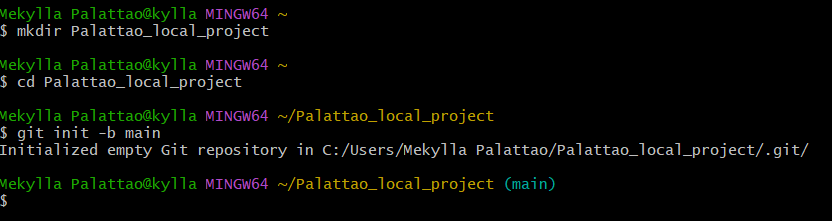 Mekylla Palattao@kylla MINGW64 ~
$ mkdir Palattao_local_project
Mekylla Palattao@kylla MINGW64 ~
$ cd Palattao_local_project
Mekylla Palattao@kylla MINGW64 ~/Palattao_local_project
$ git init -b main
Initialized empty Git repository in C:/Users/Mekylla Palattao/Palattao_local_project/.git/
Mekylla Palattao@kylla MINGW64 ~/Palattao_local_project (main)
$